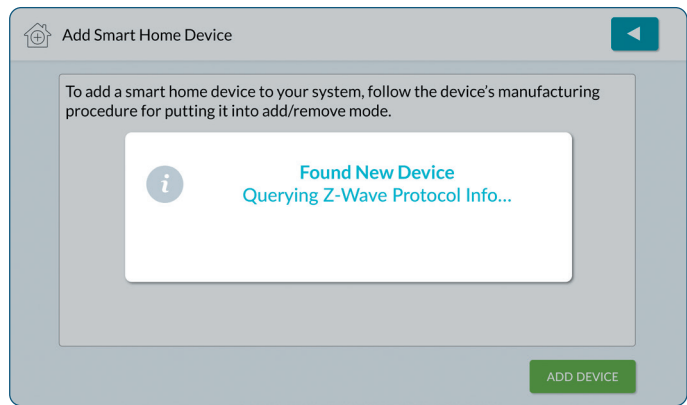 Add Smart Home Device
To add a smart home device to your system, follow the device's manufacturing
procedure for putting it into add/remove mode.
i
Found New Device
Querying Z-Wave Protocol Info...
ADD DEVICE